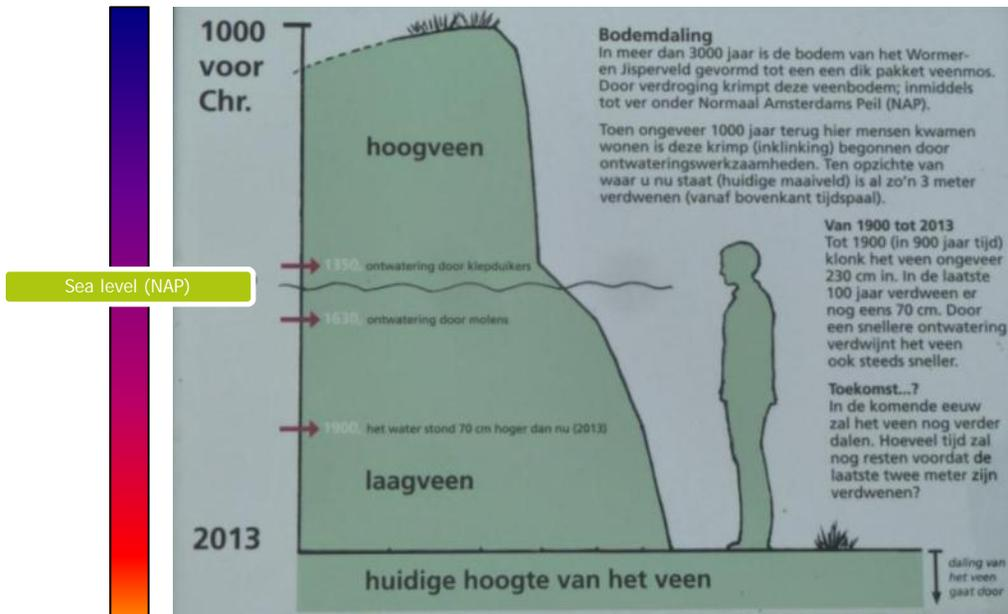 1000
voor
Chr.
hoogveen
1350, ontwatering door klepduikers
Sea level (NAP)
1630, ontwatering door molens
1900, het water stond 70 cm hoger dan nu (2013)
laagveen
2013
huidige hoogte van het veen
Bodemdaling
In meer dan 3000 jaar is de bodem van het Wormer-
en Jisperveld gevormd tot een een dik pakket veenmos.
Door verdroging krimpt deze veenbodem; inmiddels
tot ver onder Normaal Amsterdams Peil (NAP).
Toen ongeveer 1000 jaar terug hier mensen kwamen
wonen is deze krimp (inklinking) begonnen door
ontwateringswerkzaamheden. Ten opzichte van
waar u nu staat (huidige maaiveld) is al zo'n 3 meter
verdwenen (vanaf bovenkant tijdspaal).
Van 1900 tot 2013
Tot 1900 (in 900 jaar tijd)
klonk het veen ongeveer
230 cm in. In de laatste
100 jaar verdween er
nog eens 70 cm. Door
een snellere ontwatering
verdwijnt het veen
ook steeds sneller.
Toekomst...?
In de komende eeuw
zal het veen nog verder
dalen. Hoeveel tijd zal
nog resten voordat de
laatste twee meter zijn
verdwenen?
daling van
het veen
gaat door